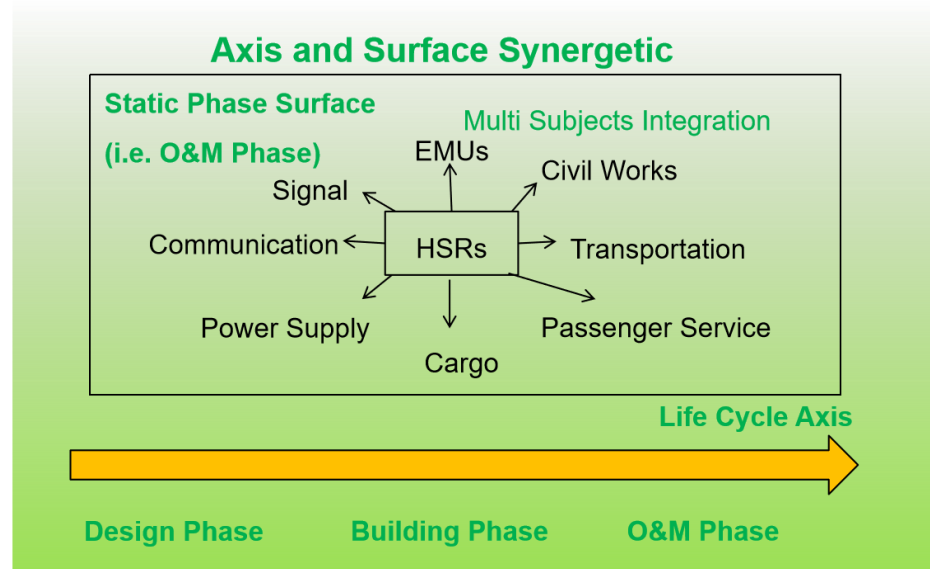 Axis and Surface Synergetic
Static Phase Surface
(i.e. O&M Phase)
Multi Subjects Integration
EMUs
Civil Works
Signal
Communication
HSRs
Transportation
Power Supply
Passenger Service
Cargo
Life Cycle Axis
Design Phase
Building Phase
O&M Phase